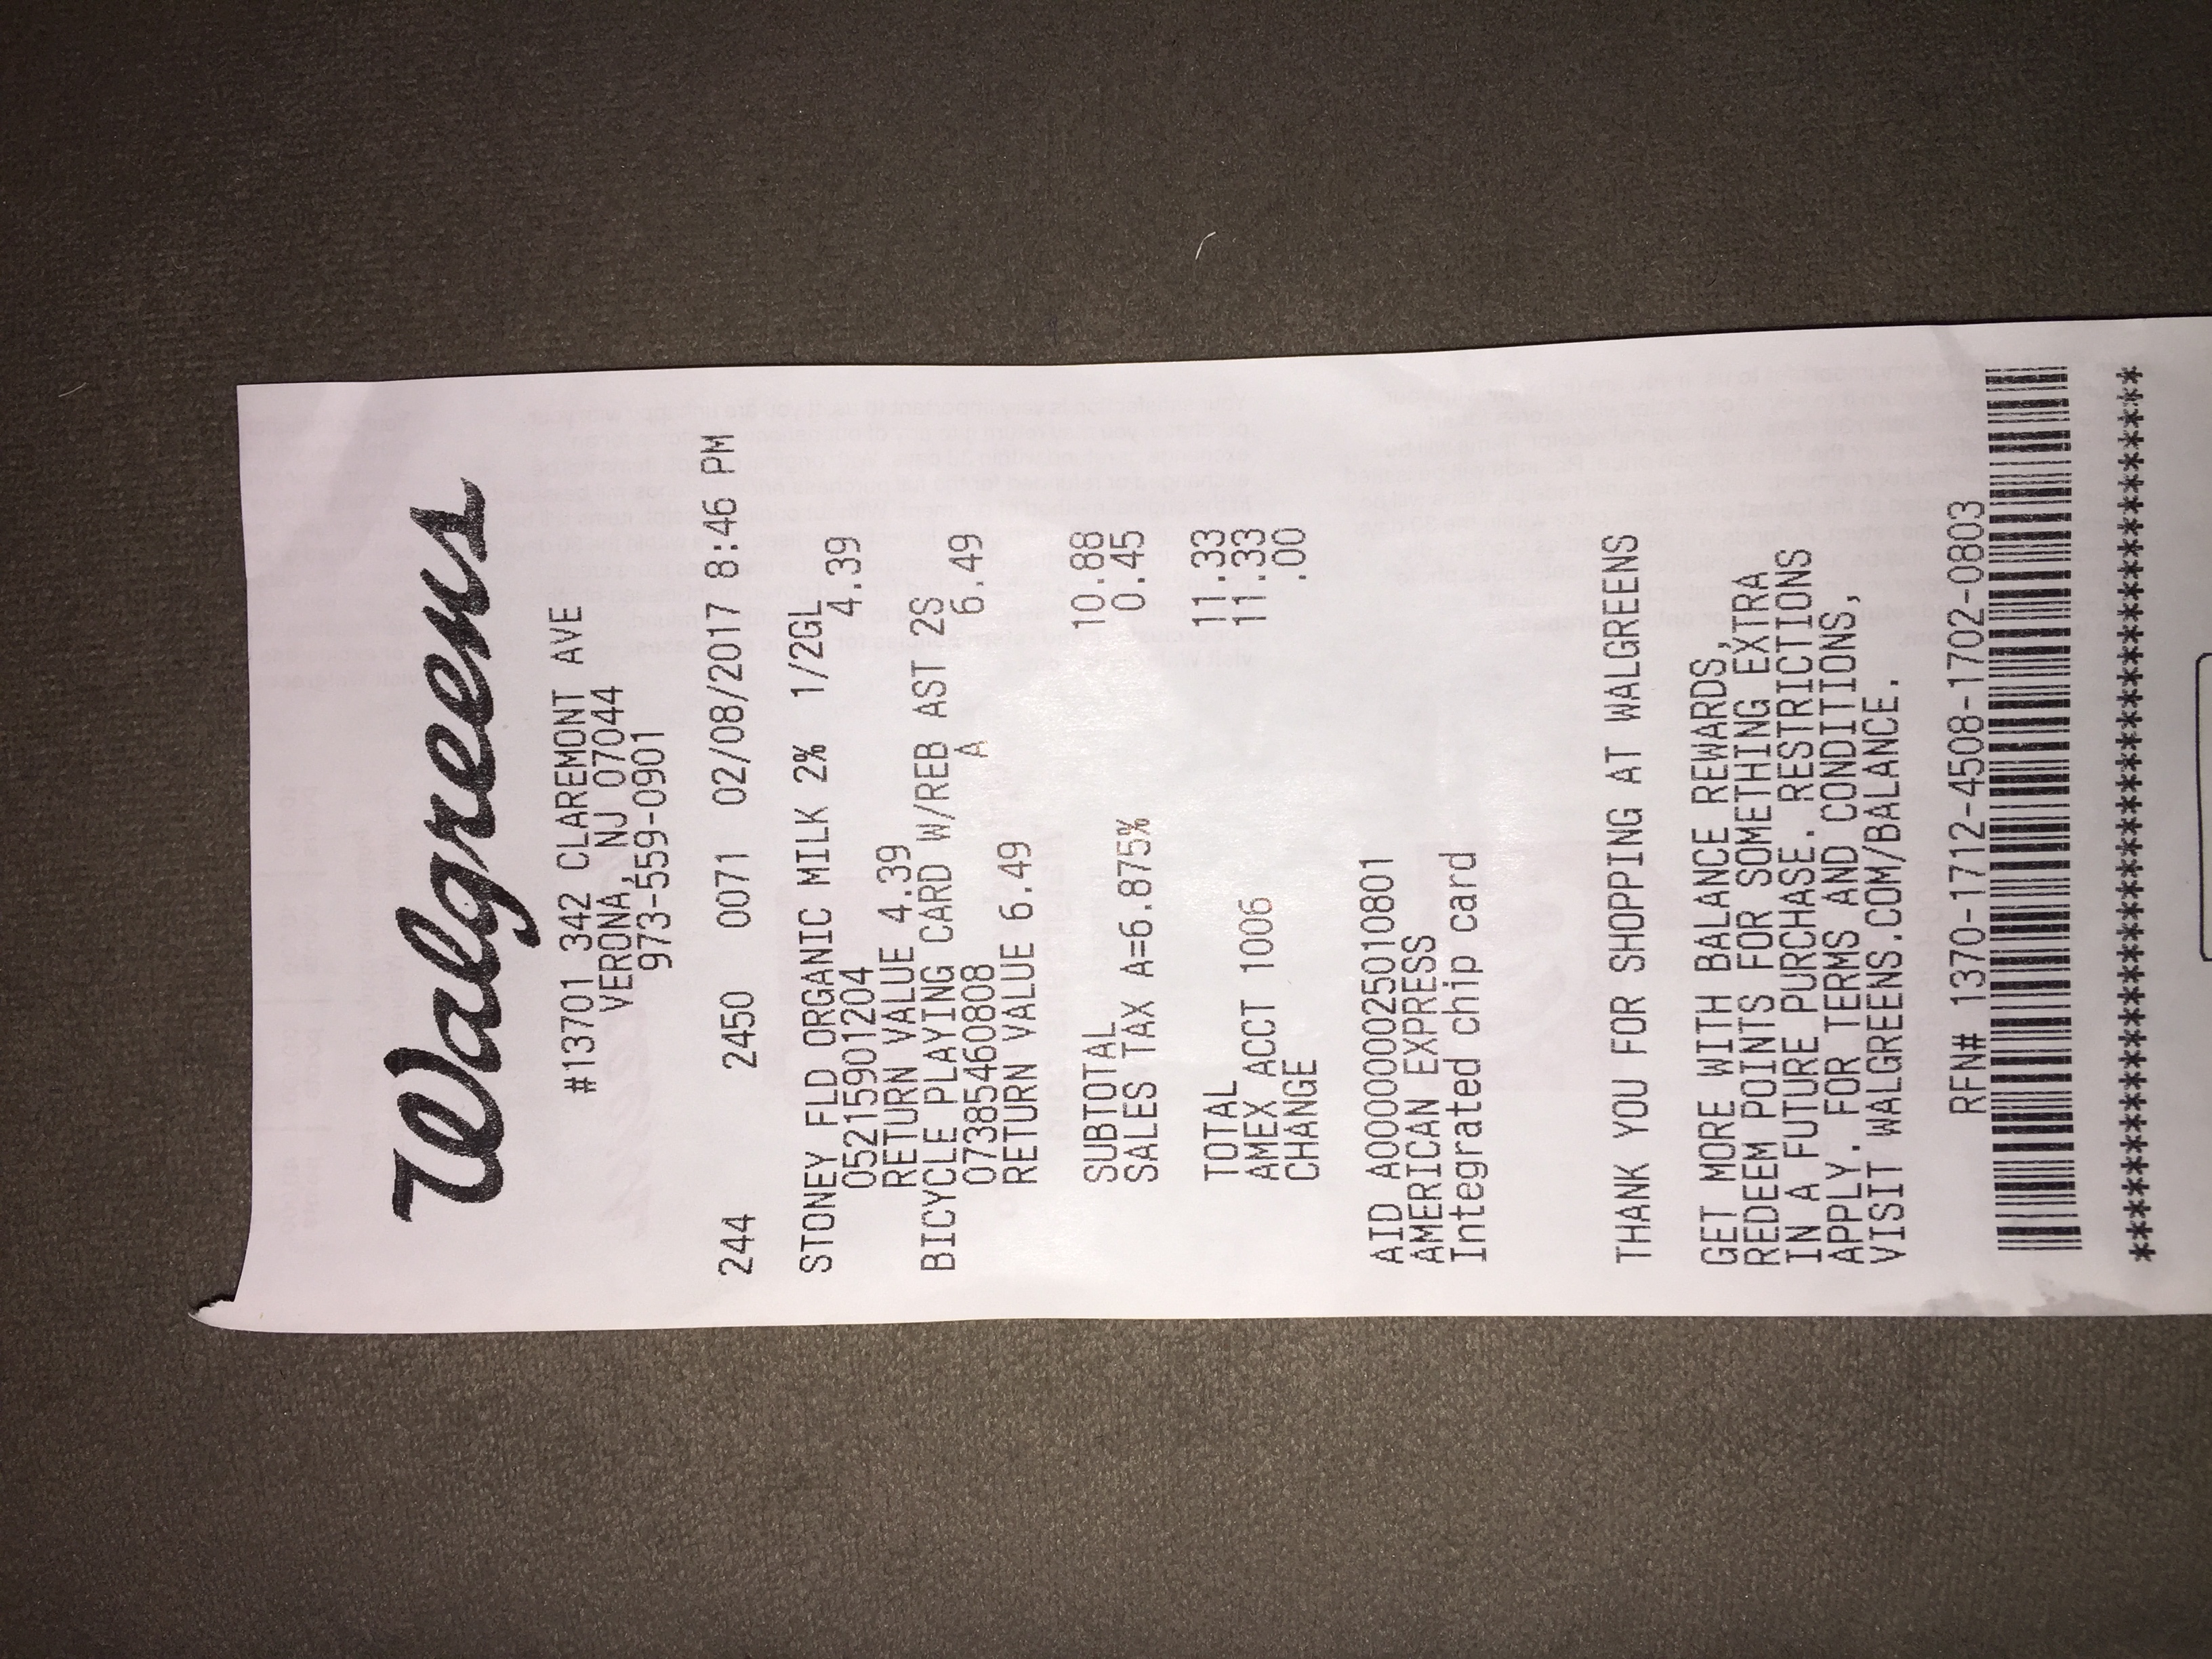 Walgreens
#13701 342 CLAREMONT AVE
VERONA, NJ 07044
973-559-0901
244 2450 0071 02/08/2017 8:46 PM
STONEY FLD ORGANIC MILK 2% 1/2GL
05215901204 4.39
RETURN VALUE 4.39
BICYCLE PLAYING CARD W/REB AST 2S
07385460808 A 6.49
RETURN VALUE 6.49
SUBTOTAL 10.88
SALES TAX A=6.875% 0.45
TOTAL 11.33
AMEX ACCT 1006 11.33
CHANGE .00
AID A000000025010801
AMERICAN EXPRESS
Integrated chip card
THANK YOU FOR SHOPPING AT WALGREENS
GET MORE WITH BALANCE REWARDS,
REDEEM POINTS FOR SOMETHING EXTRA
IN A FUTURE PURCHASE. RESTRICTIONS
APPLY. FOR TERMS AND CONDITIONS,
VISIT WALGREENS.COM/BALANCE.
RFN# 1370-1712-4508-1702-0803
******************************************